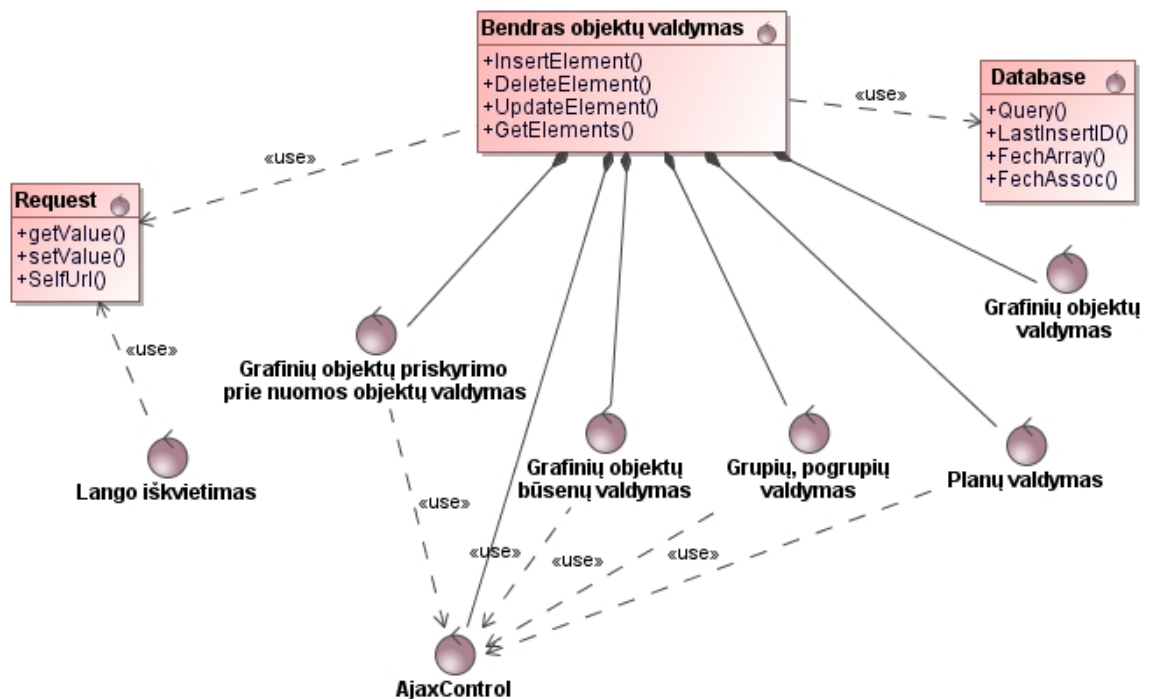 Bendras objektų valdymas
+InsertElement()
+DeleteElement()
+UpdateElement()
+GetElements()
Database
+Query()
+LastInsertID()
+FechArray()
+FechAssoc()
«use»
«use»
Request
+getValue()
+setValue()
+SelfUrl()
«use»
Grafinių objektų
valdymas
Grafinių objektų priskyrimo
prie nuomos objektų valdymas
Lango iškvietimas
Grafinių objektų
būsenų valdymas
Grupių, pogrupių
valdymas
Planų valdymas
«use»
«use»
«use»
«use»
AjaxControl